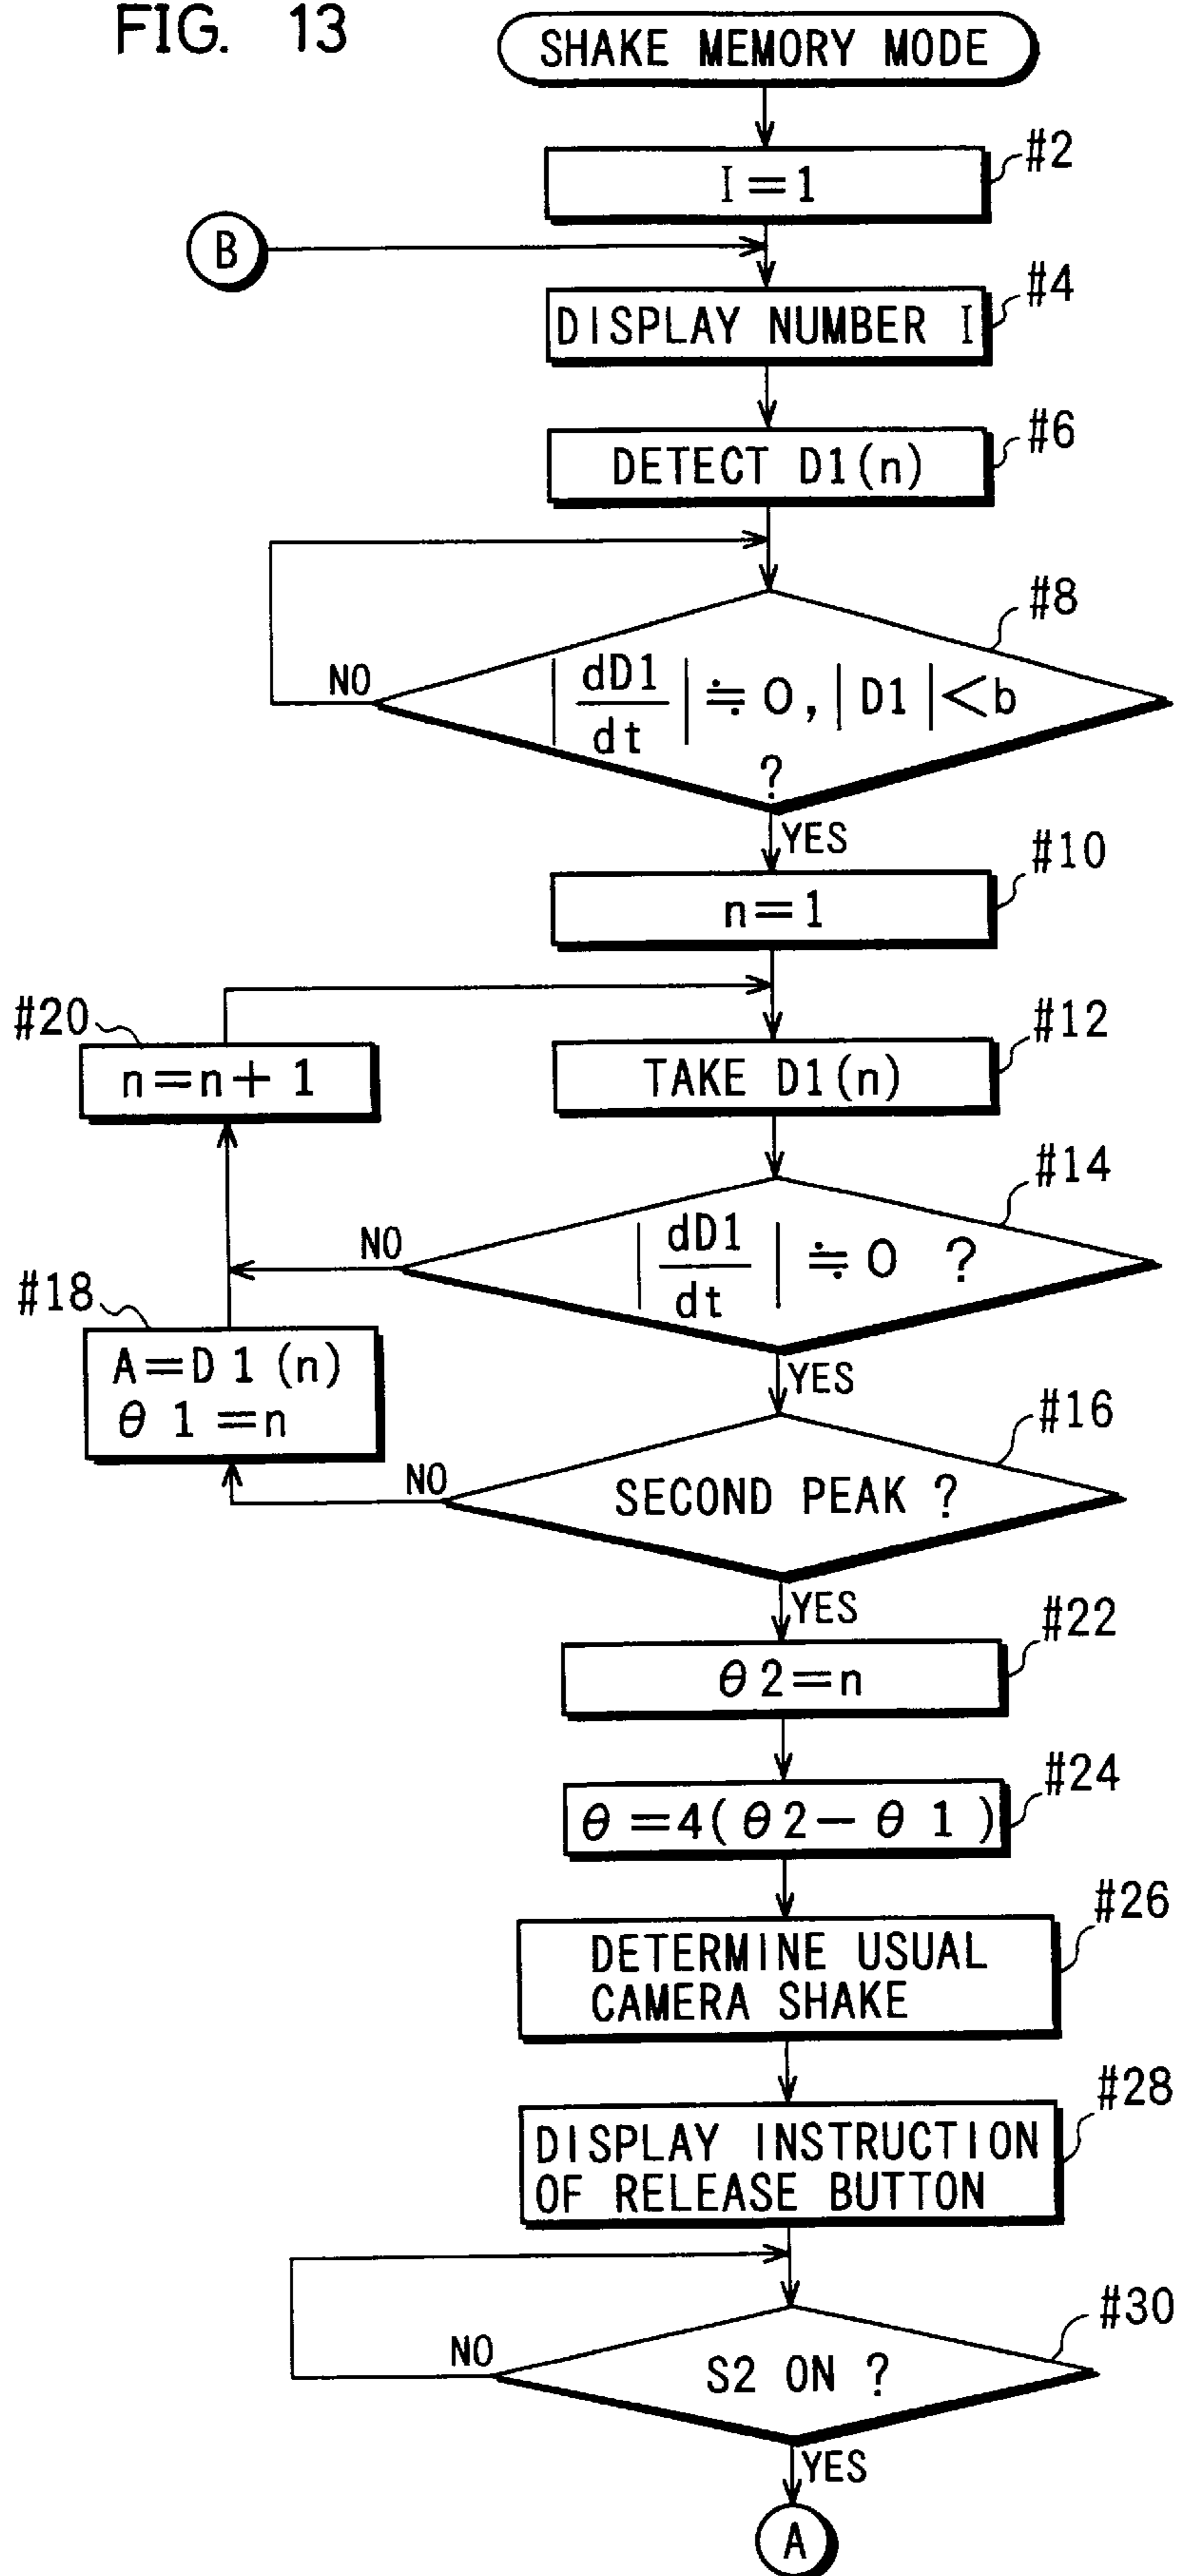 FIG. 13
SHAKE MEMORY MODE
#2
I=1
B
#4
DISPLAY NUMBER I
#6
DETECT D1(n)
#8
NO
| dD1/dt | ≒ 0, | D1 | < b
?
YES
#10
n=1
#20
n=n+1
#12
TAKE D1(n)
#14
NO
| dD1/dt | ≒ 0 ?
YES
#18
A=D1(n)
θ1=n
#16
NO
SECOND PEAK ?
YES
#22
θ2=n
#24
θ=4(θ2-θ1)
#26
DETERMINE USUAL
CAMERA SHAKE
#28
DISPLAY INSTRUCTION
OF RELEASE BUTTON
#30
NO
S2 ON ?
YES
A